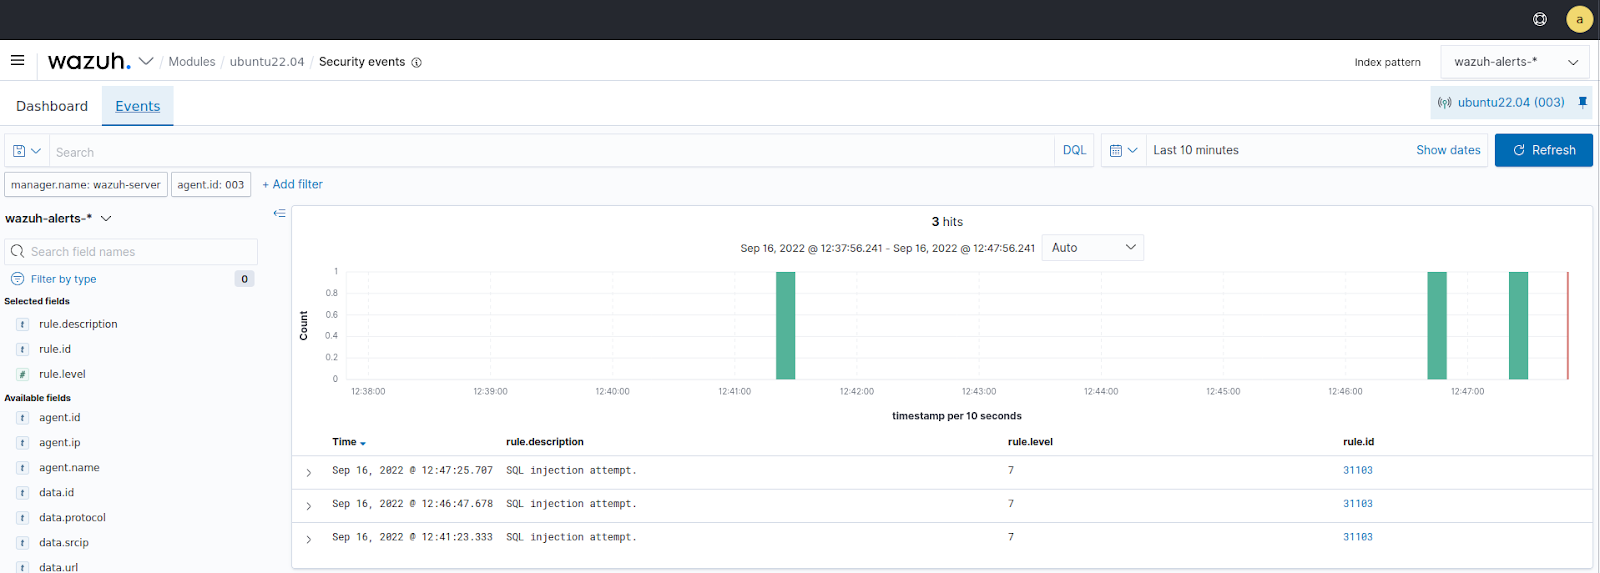 a
wazuh. / Modules / ubuntu22.04 / Security events
Index pattern
wazuh-alerts-*
Dashboard
Events
ubuntu22.04 (003)
Search
DQL
Last 10 minutes
Show dates
Refresh
manager.name: wazuh-server
agent.id: 003
+ Add filter
wazuh-alerts-*
Search field names
Filter by type
0
Selected fields
t rule.description
t rule.id
# rule.level
Available fields
t agent.id
t agent.ip
t agent.name
t data.id
t data.protocol
t data.srcip
t data.url
3 hits
Sep 16, 2022 @ 12:37:56.241 - Sep 16, 2022 @ 12:47:56.241
Auto
Count
1
0.8
0.6
0.4
0.2
0
12:38:00 12:39:00 12:40:00 12:41:00 12:42:00 12:43:00 12:44:00 12:45:00 12:46:00 12:47:00
timestamp per 10 seconds
Time rule.description rule.level rule.id
Sep 16, 2022 @ 12:47:25.707 SQL injection attempt. 7 31103
Sep 16, 2022 @ 12:46:47.678 SQL injection attempt. 7 31103
Sep 16, 2022 @ 12:41:23.333 SQL injection attempt. 7 31103